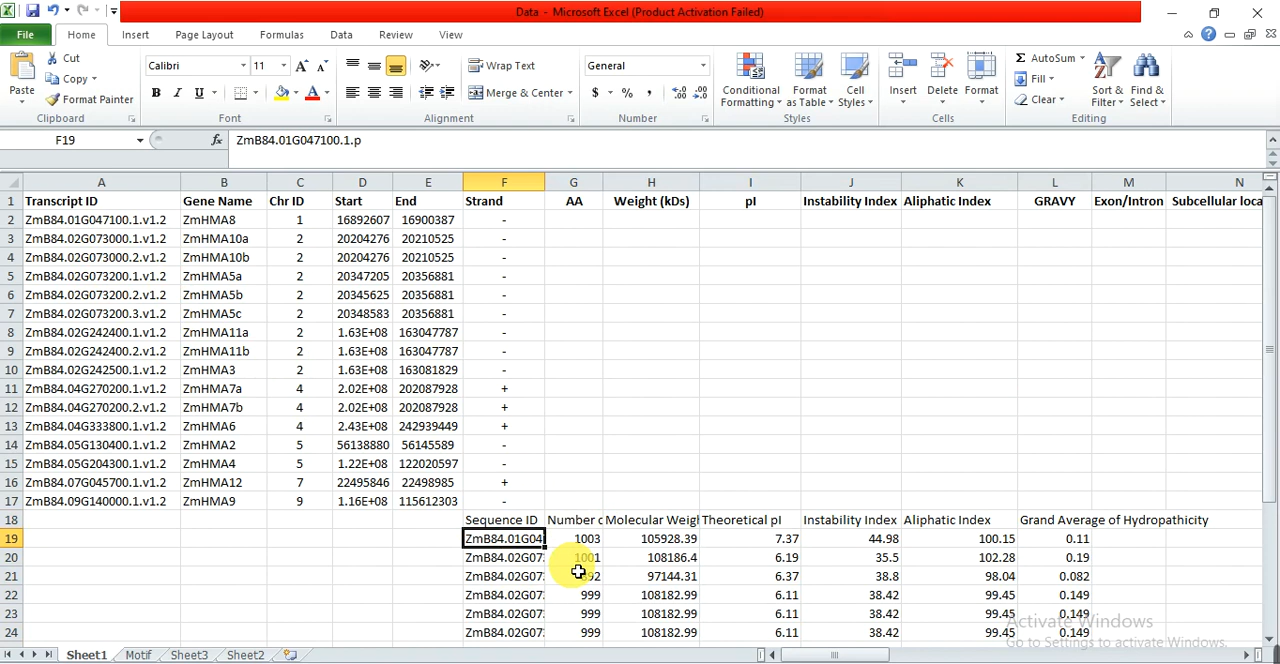 Data - Microsoft Excel (Product Activation Failed)
File Home Insert Page Layout Formulas Data Review View
Paste Cut Copy Format Painter
Calibri 11
Wrap Text
Merge & Center
General
Conditional Formatting Format as Table Cell Styles
Insert Delete Format
AutoSum Fill Clear
Sort & Filter Find & Select
Clipboard Font Alignment Number Styles Cells Editing
F19 fx ZmB84.01G047100.1.p
A B C D E F G H I J K L M N
1 Transcript ID Gene Name Chr ID Start End Strand AA Weight (kDs) pI Instability Index Aliphatic Index GRAVY Exon/Intron Subcellular loca
2 ZmB84.01G047100.1.v1.2 ZmHMA8 1 16892607 16900387 -
3 ZmB84.02G073000.1.v1.2 ZmHMA10a 2 20204276 20210525 -
4 ZmB84.02G073000.2.v1.2 ZmHMA10b 2 20204276 20210525 -
5 ZmB84.02G073200.1.v1.2 ZmHMA5a 2 20347205 20356881 -
6 ZmB84.02G073200.2.v1.2 ZmHMA5b 2 20345625 20356881 -
7 ZmB84.02G073200.3.v1.2 ZmHMA5c 2 20348583 20356881 -
8 ZmB84.02G242400.1.v1.2 ZmHMA11a 2 1.63E+08 163047787 -
9 ZmB84.02G242400.2.v1.2 ZmHMA11b 2 1.63E+08 163047787 -
10 ZmB84.02G242500.1.v1.2 ZmHMA3 2 1.63E+08 163081829 -
11 ZmB84.04G270200.1.v1.2 ZmHMA7a 4 2.02E+08 202087928 +
12 ZmB84.04G270200.2.v1.2 ZmHMA7b 4 2.02E+08 202087928 +
13 ZmB84.04G333800.1.v1.2 ZmHMA6 4 2.43E+08 242939449 +
14 ZmB84.05G130400.1.v1.2 ZmHMA2 5 56138880 56145589 -
15 ZmB84.05G204300.1.v1.2 ZmHMA4 5 1.22E+08 122020597 -
16 ZmB84.07G045700.1.v1.2 ZmHMA12 7 22495846 22498985 +
17 ZmB84.09G140000.1.v1.2 ZmHMA9 9 1.16E+08 115612303 -
18 Sequence ID Number o Molecular Weigl Theoretical pI Instability Index Aliphatic Index Grand Average of Hydropathicity
19 ZmB84.01G04 1003 105928.39 7.37 44.98 100.15 0.11
20 ZmB84.02G07 1001 108186.4 6.19 35.5 102.28 0.19
21 ZmB84.02G07 97144.31 6.37 38.8 98.04 0.082
22 ZmB84.02G07 999 108182.99 6.11 38.42 99.45 0.149
23 ZmB84.02G07 999 108182.99 6.11 38.42 99.45 0.149
24 ZmB84.02G07 999 108182.99 6.11 38.42 99.45 0.149
Activate Windows
Go to Settings to activate Windows.
Sheet1 Motif Sheet3 Sheet2